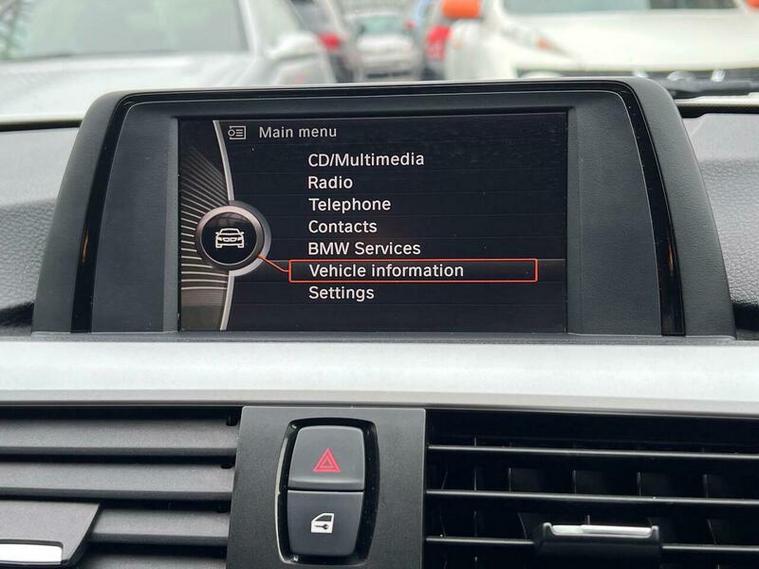 Main menu
CD/Multimedia
Radio
Telephone
Contacts
BMW Services
Vehicle information
Settings